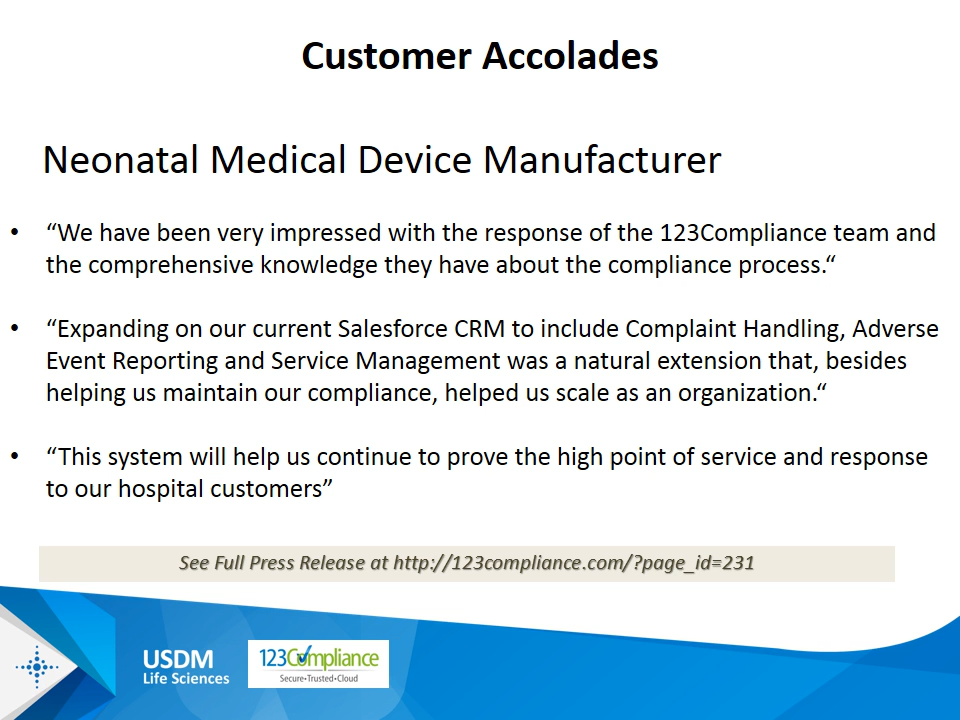 Customer Accolades
Neonatal Medical Device Manufacturer
• “We have been very impressed with the response of the 123Compliance team and
the comprehensive knowledge they have about the compliance process.“
• “Expanding on our current Salesforce CRM to include Complaint Handling, Adverse
Event Reporting and Service Management was a natural extension that, besides
helping us maintain our compliance, helped us scale as an organization.“
• “This system will help us continue to prove the high point of service and response
to our hospital customers”
See Full Press Release at http://123compliance.com/?page_id=231
USDM
Life Sciences
123Compliance
Secure•Trusted•Cloud